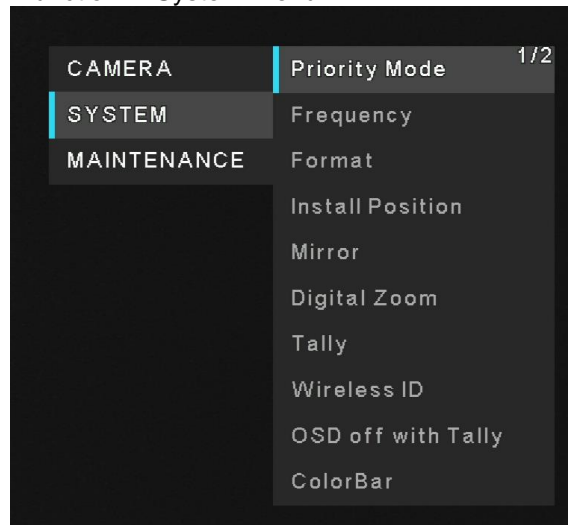 CAMERA
SYSTEM
MAINTENANCE
1/2
Priority Mode
Frequency
Format
Install Position
Mirror
Digital Zoom
Tally
Wireless ID
OSD off with Tally
ColorBar